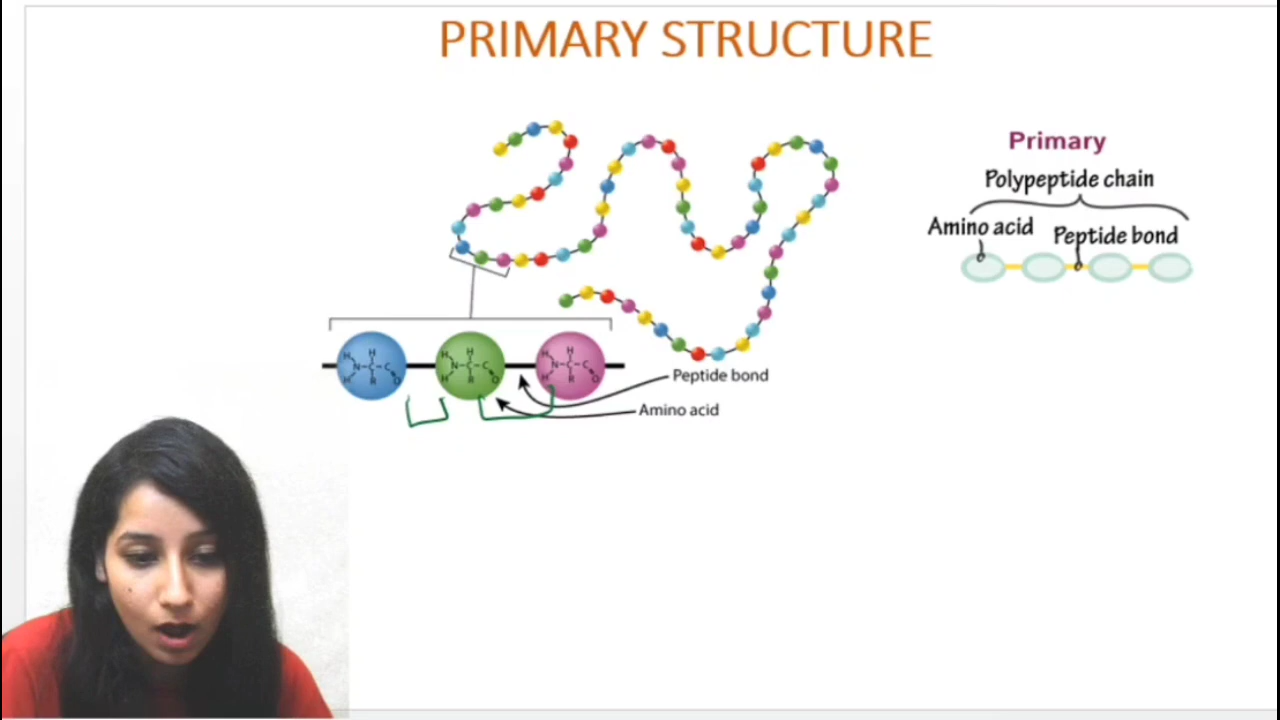 PRIMARY STRUCTURE
Primary
Polypeptide chain
Amino acid
Peptide bond
H H
N-C-C
H R O
H H
N-C-C
H R O
H H
N-C-C
H R O
Peptide bond
Amino acid